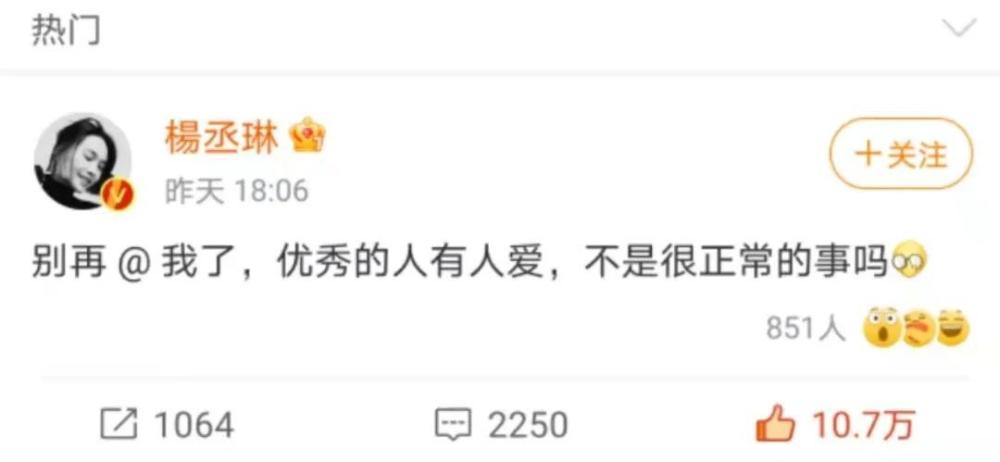 热门
楊丞琳
昨天 18:06
+关注
别再 @ 我了，优秀的人有人爱，不是很正常的事吗
851人
1064
2250
10.7万